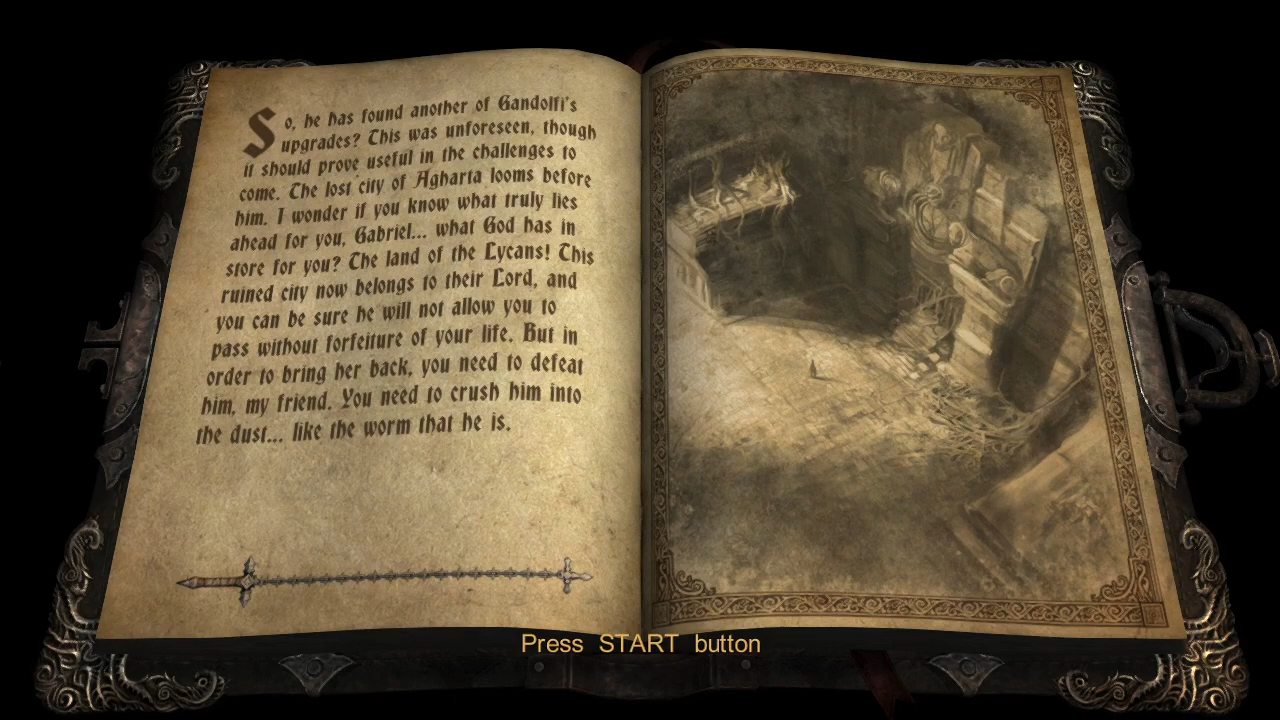 So, he has found another of Gandolfi's
upgrades? This was unforeseen, though
it should prove useful in the challenges to
come. The lost city of Agharta looms before
him. I wonder if you know what truly lies
ahead for you, Gabriel... what God has in
store for you? The land of the Lycans! This
ruined city now belongs to their Lord, and
you can be sure he will not allow you to
pass without forfeiture of your life. But in
order to bring her back, you need to defeat
him, my friend. You need to crush him into
the dust... like the worm that he is.
Press START button